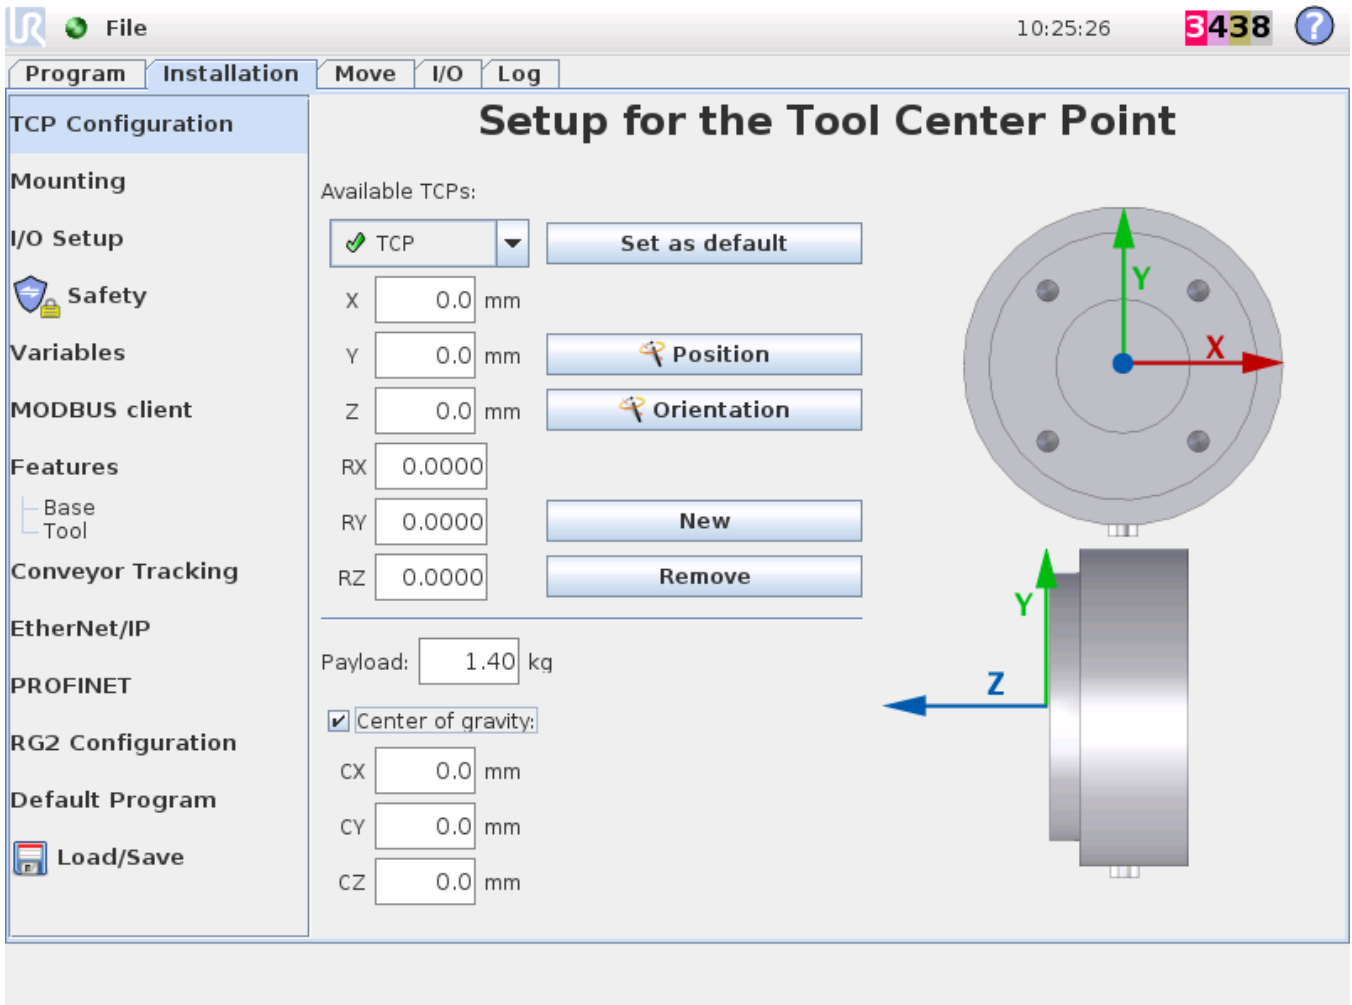 UR File 10:25:26 3438 ?
Program Installation Move I/O Log
TCP Configuration
Mounting
I/O Setup
Safety
Variables
MODBUS client
Features
Base
Tool
Conveyor Tracking
EtherNet/IP
PROFINET
RG2 Configuration
Default Program
Load/Save
Setup for the Tool Center Point
Available TCPs:
TCP Set as default
X 0.0 mm
Y 0.0 mm Position
Z 0.0 mm Orientation
RX 0.0000
RY 0.0000 New
RZ 0.0000 Remove
Payload: 1.40 kg
Center of gravity:
CX 0.0 mm
CY 0.0 mm
CZ 0.0 mm
Y
X
Y
Z